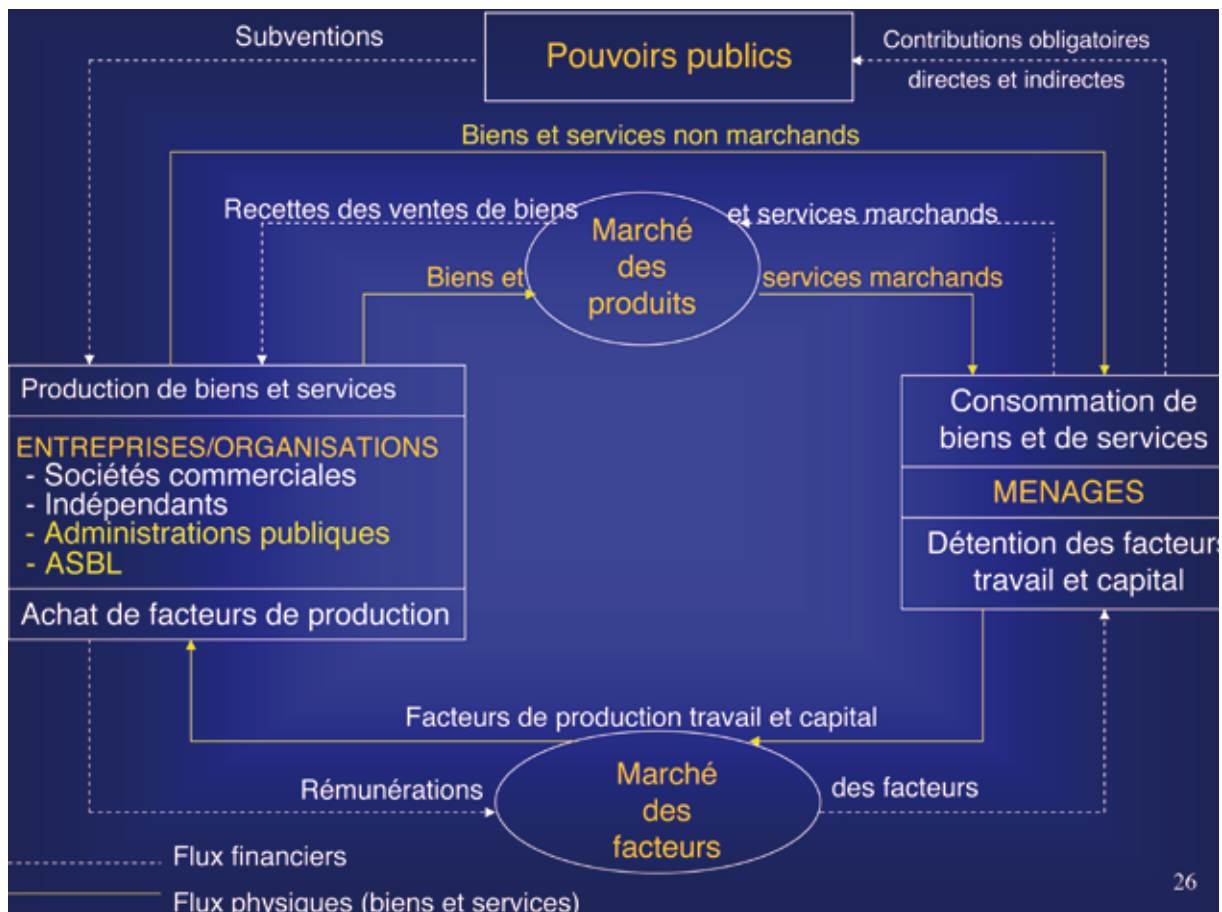 Subventions
Pouvoirs publics
Contributions obligatoires
directes et indirectes
Biens et services non marchands
Recettes des ventes de biens
et services marchands
Marché
des
produits
Biens et
services marchands
Production de biens et services
ENTREPRISES/ORGANISATIONS
- Sociétés commerciales
- Indépendants
- Administrations publiques
- ASBL
Achat de facteurs de production
Consommation de
biens et de services
MENAGES
Détention des facteurs
travail et capital
Facteurs de production travail et capital
Rémunérations
Marché
des
facteurs
des facteurs
Flux financiers
Flux physiques (biens et services)
26